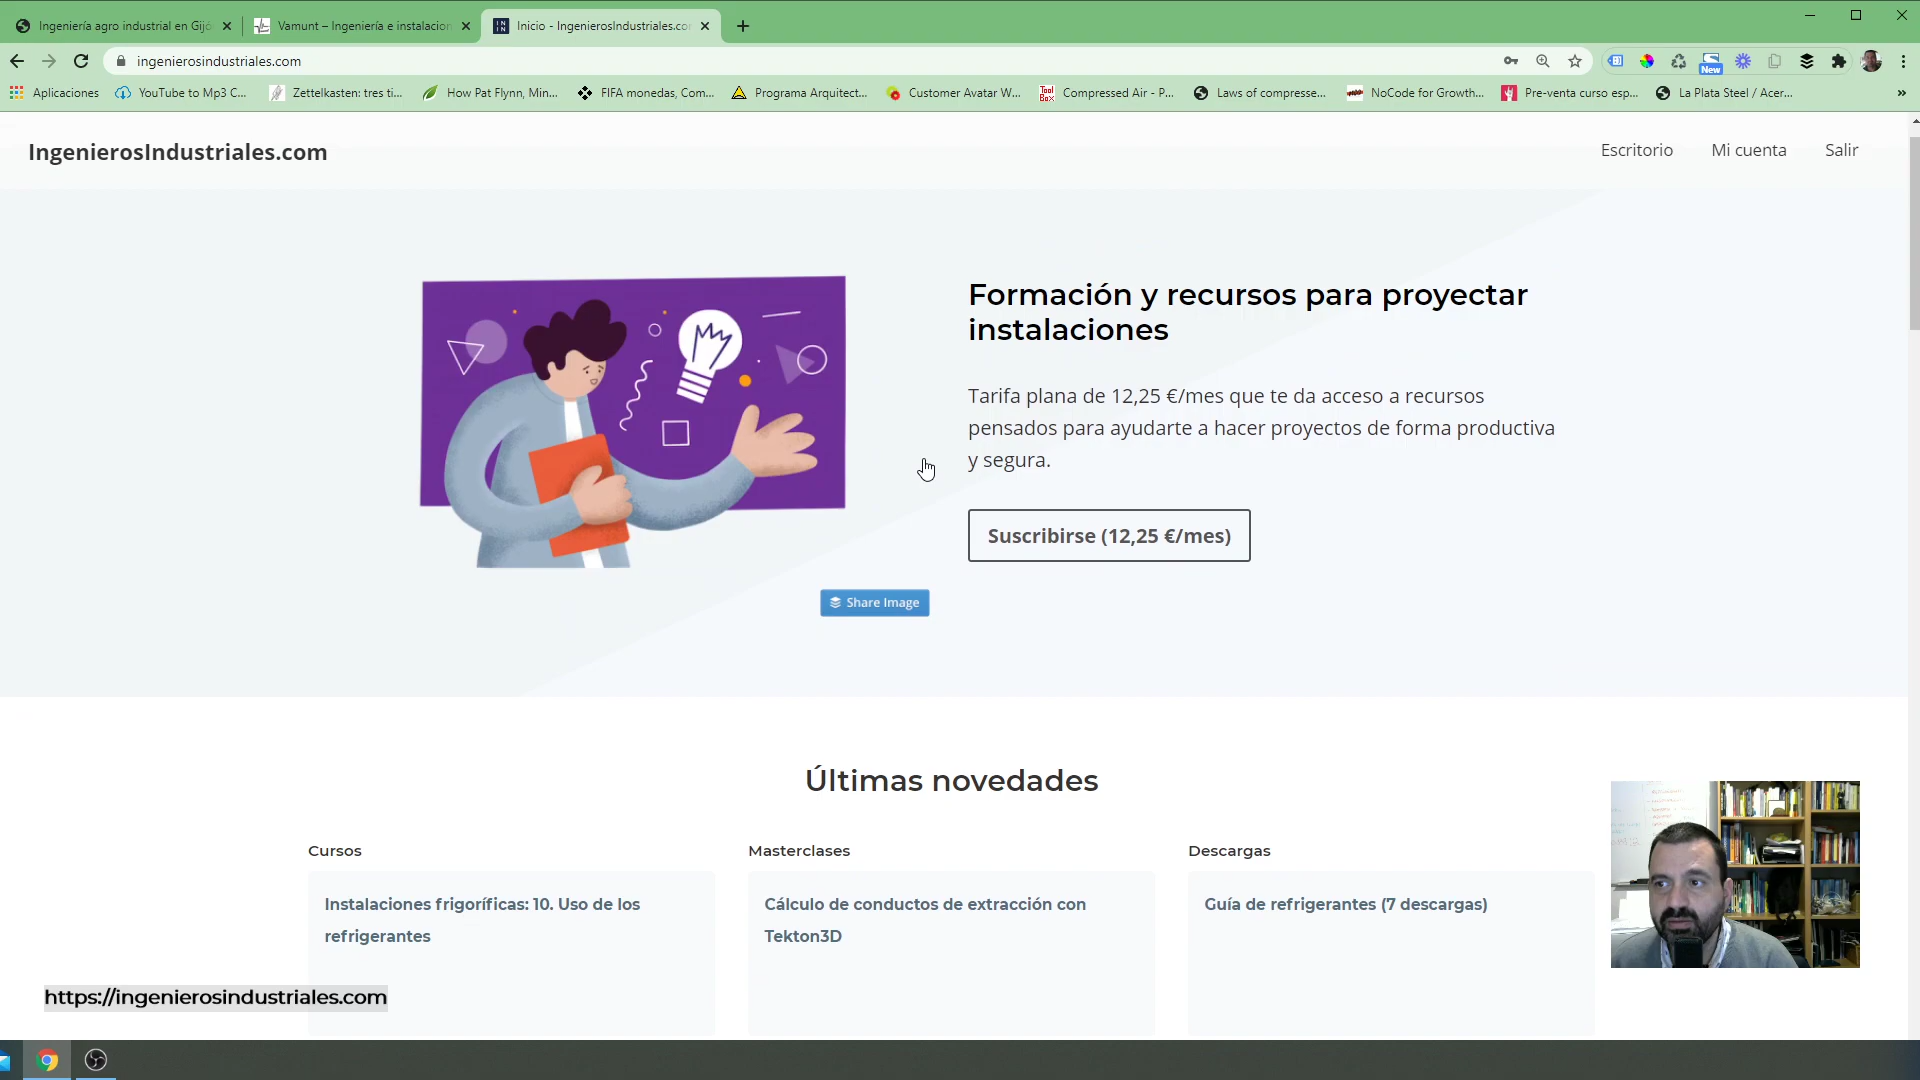 Ingeniería agro industrial en Gijó
Vamunt – Ingeniería e instalacion
Inicio - IngenierosIndustriales.co
ingenierosindustriales.com
New
Aplicaciones
YouTube to Mp3 C...
Zettelkasten: tres ti...
How Pat Flynn, Min...
FIFA monedas, Com...
Programa Arquitect...
Customer Avatar W...
Tool Box
Compressed Air - P...
Laws of compresse...
NoCode for Growth...
Pre-venta curso esp...
La Plata Steel / Acer...
»
IngenierosIndustriales.com
Escritorio
Mi cuenta
Salir
Formación y recursos para proyectar
instalaciones
Tarifa plana de 12,25 €/mes que te da acceso a recursos
pensados para ayudarte a hacer proyectos de forma productiva
y segura.
Suscribirse (12,25 €/mes)
Share Image
Últimas novedades
Cursos
Masterclases
Descargas
Instalaciones frigoríficas: 10. Uso de los
refrigerantes
Cálculo de conductos de extracción con
Tekton3D
Guía de refrigerantes (7 descargas)
https://ingenierosindustriales.com